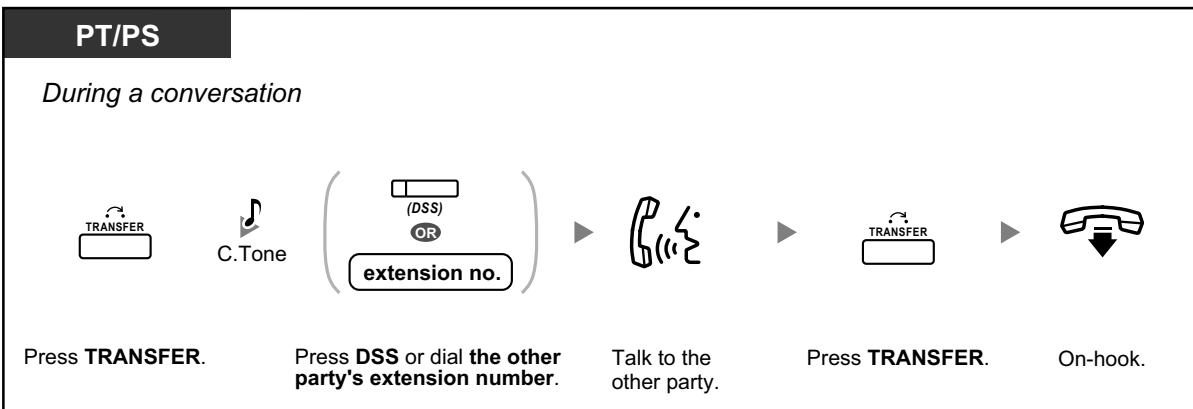 PT/PS
During a conversation
TRANSFER
C.Tone
(DSS)
OR
extension no.
TRANSFER
Press TRANSFER.
Press DSS or dial the other
party's extension number.
Talk to the
other party.
Press TRANSFER.
On-hook.